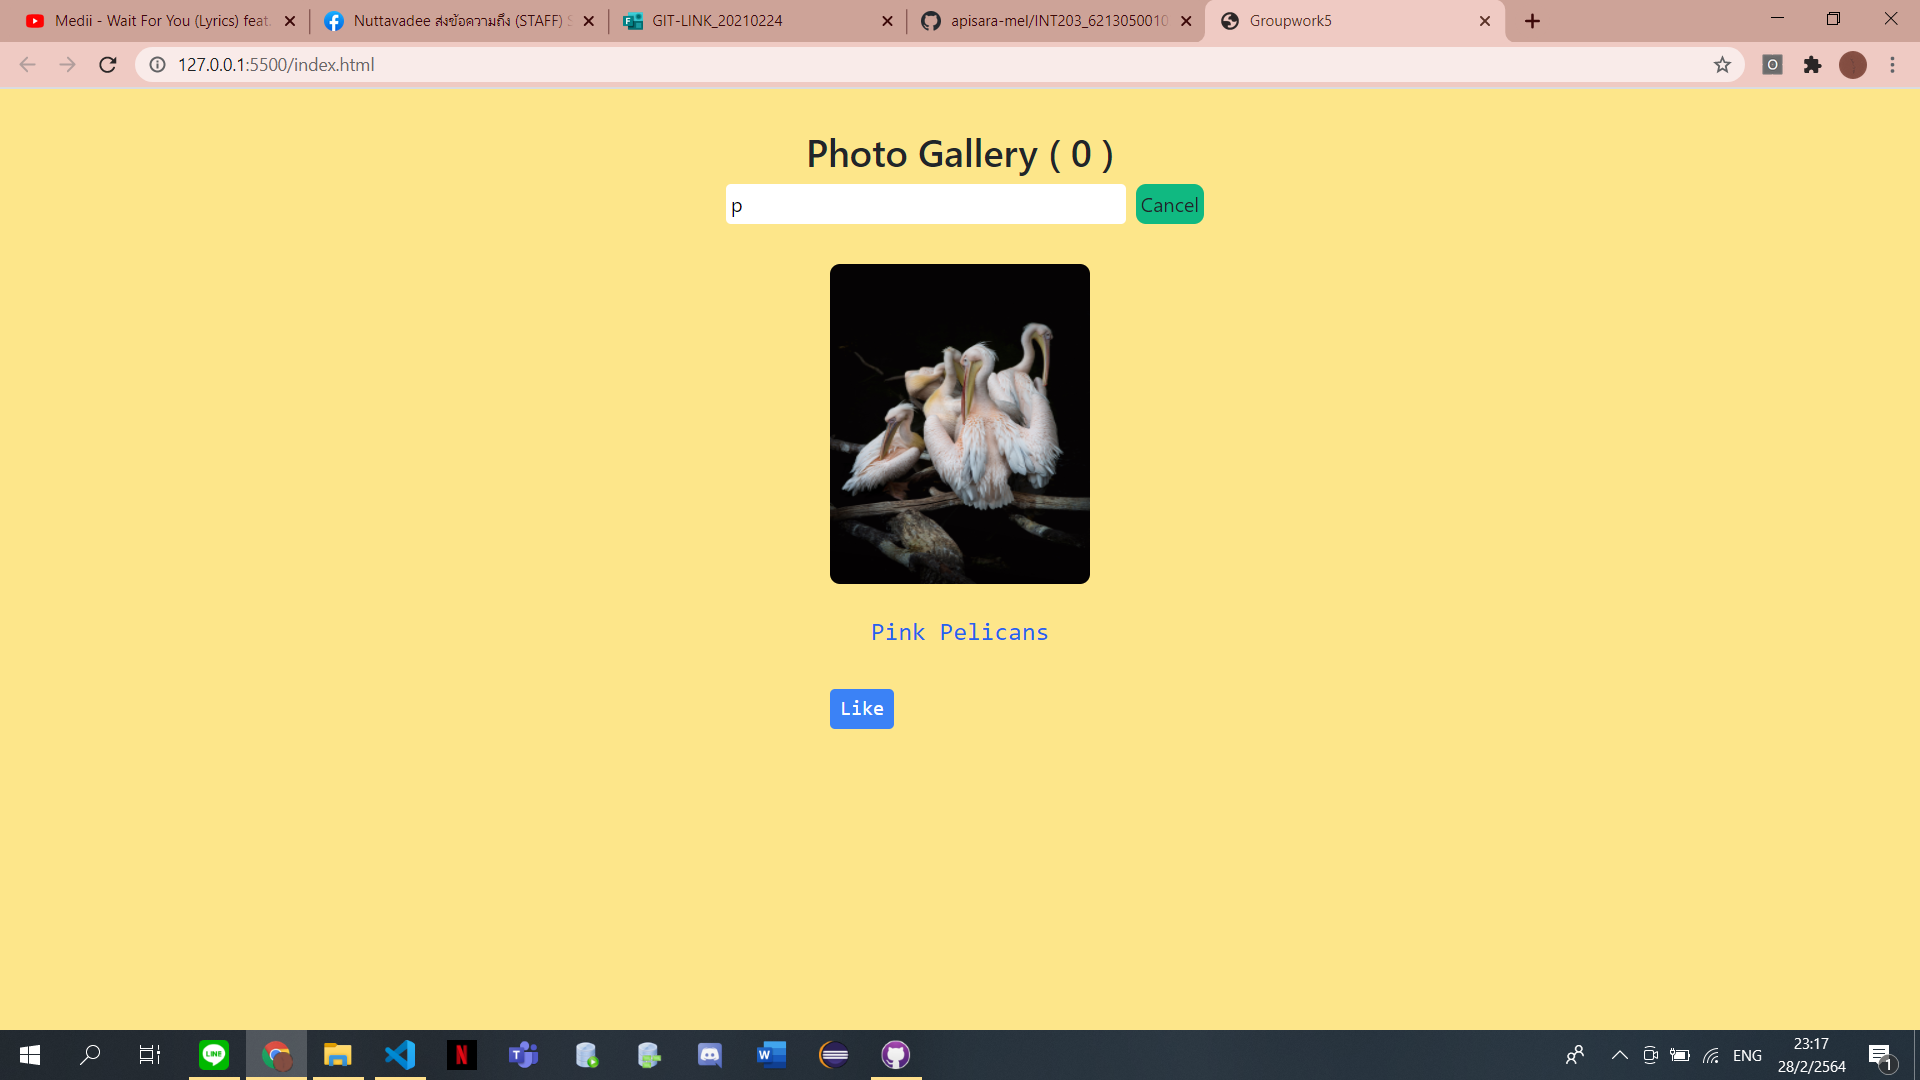 Medii - Wait For You (Lyrics) feat.
Nuttavadee ส่งข้อความถึง (STAFF) S
GIT-LINK_20210224
apisara-mel/INT203_6213050010
Groupwork5
127.0.0.1:5500/index.html
Photo Gallery ( 0 )
p
Cancel
Pink Pelicans
Like
ENG
23:17
28/2/2564
1